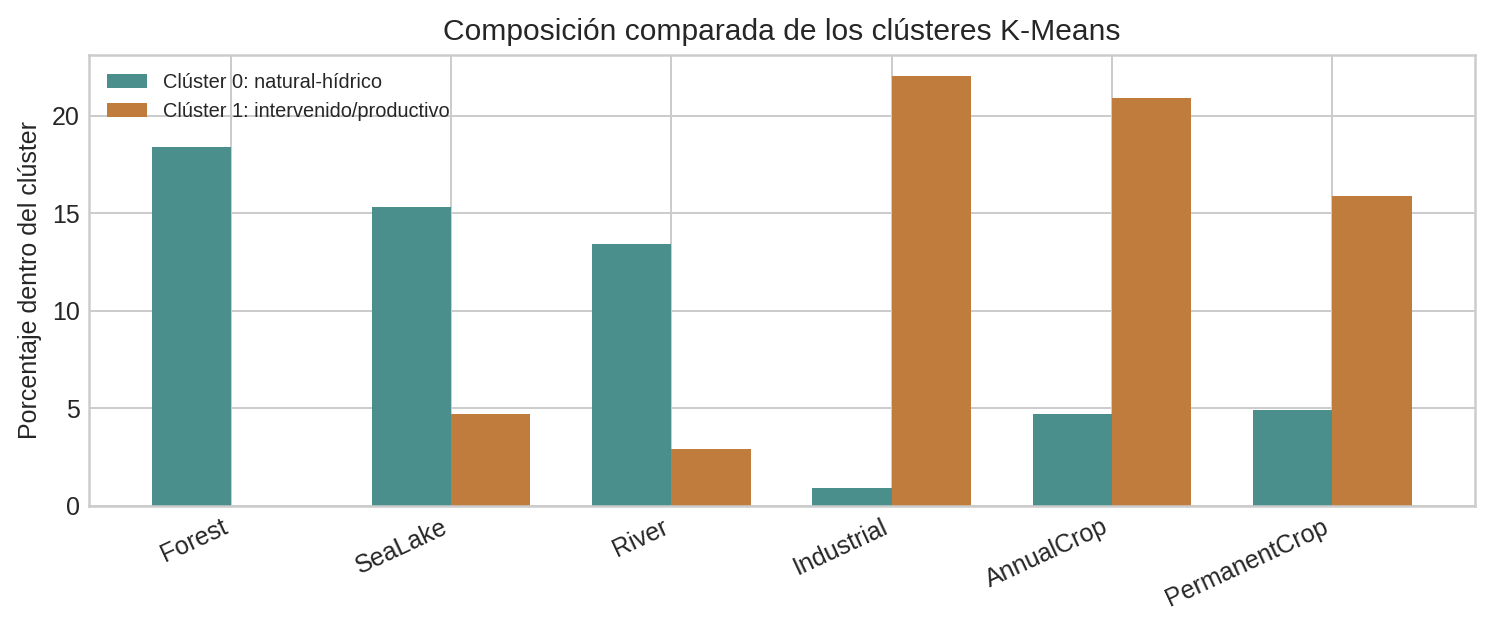 Composición comparada de los clústeres K-Means
Clúster 0: natural-hídrico
Clúster 1: intervenido/productivo
Porcentaje dentro del clúster
20
15
10
5
0
Forest
SeaLake
River
Industrial
AnnualCrop
PermanentCrop